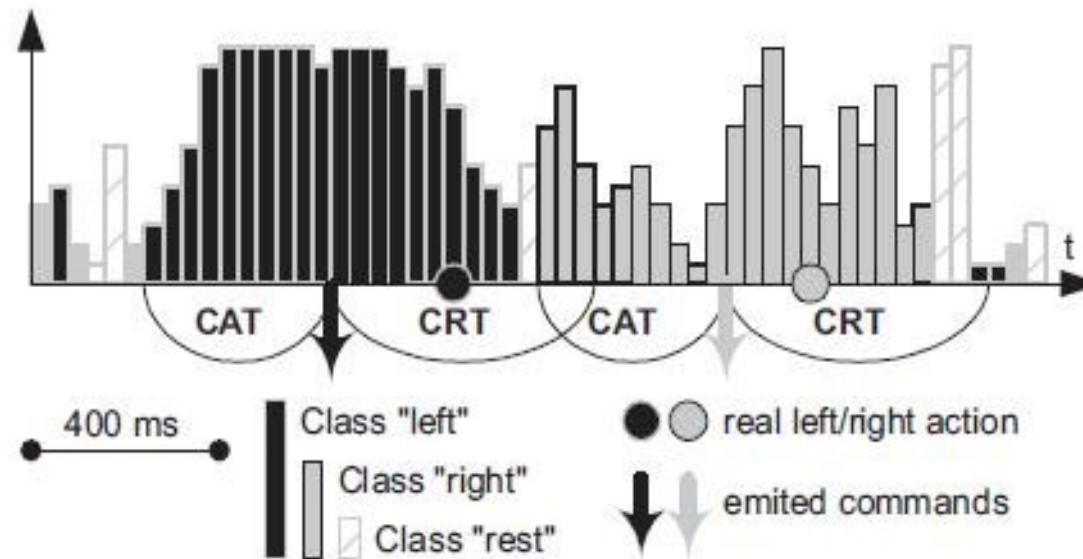 t
CAT CRT CAT CRT
400 ms
Class "left"
Class "right"
Class "rest"
real left/right action
emited commands